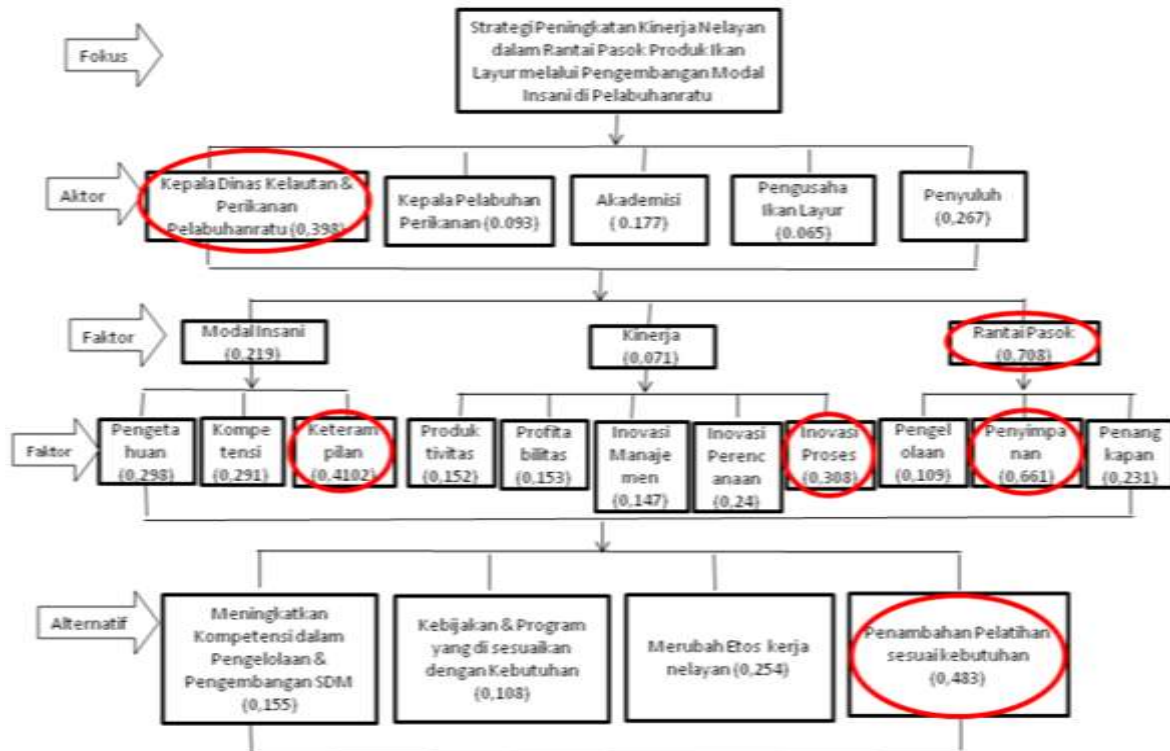 Fokus
Strategi Peningkatan Kinerja Nelayan
dalam Rantai Pasok Produk Ikan
Layur melalui Pengembangan Modal
Insani di Pelabuhanratu
Aktor
Kepala Dinas Kelautan &
Perikanan
Pelabuhanratu (0,398)
Kepala Pelabuhan
Perikanan (0.093)
Akademisi
(0.177)
Pengusaha
Ikan Layur
(0.065)
Penyuluh
(0,267)
Faktor
Modal Insani
(0,219)
Kinerja
(0,071)
Rantai Pasok
(0,708)
Faktor
Pengeta
huan
(0,298)
Kompe
tensi
(0,291)
Keteram
pilan
(0,4102)
Produk
tivitas
(0,152)
Profita
bilitas
(0,153)
Inovasi
Manaje
men
(0,147)
Inovasi
Perenc
anaan
(0,24)
Inovasi
Proses
(0,308)
Pengel
olaan
(0,109)
Penyimpa
nan
(0,661)
Penang
kapan
(0,231)
Alternatif
Meningkatkan
Kompetensi dalam
Pengelolaan &
Pengembangan SDM
(0,155)
Kebijakan & Program
yang di sesuaikan
dengan Kebutuhan
(0,108)
Merubah Etos kerja
nelayan (0,254)
Penambahan Pelatihan
sesuai kebutuhan
(0,483)